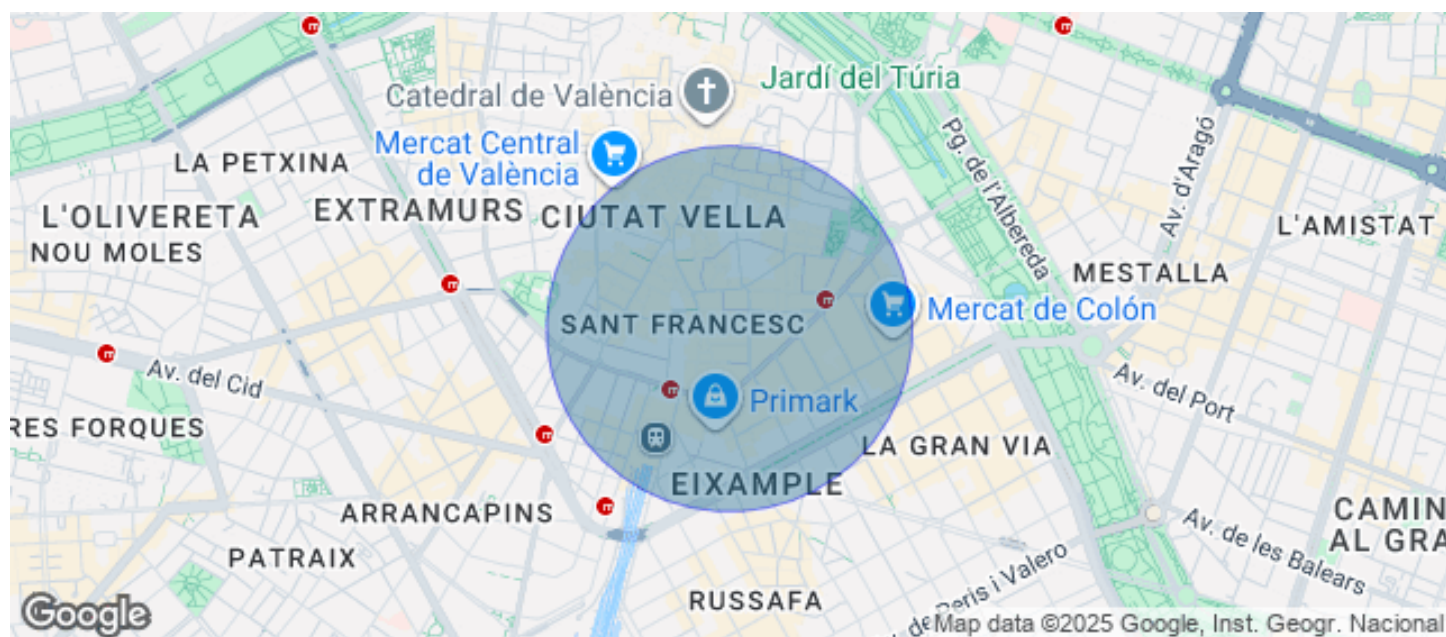 Jardí del Túria
Catedral de València
Mercat Central
de València
Pg. de l'Albereda
Av. d'Aragó
LA PETXINA
L'OLIVERETA
EXTRAMURS
CIUTAT VELLA
L'AMISTAT
NOU MOLES
MESTALLA
Mercat de Colón
SANT FRANCESC
Av. del Cid
Av. del Port
Primark
RES FORQUES
LA GRAN VIA
EIXAMPLE
ARRANCAPINS
CAMIN
AL GRA
Av. de les Balears
PATRAIX
de Peris i Valero
RUSSAFA
Google
Map data ©2025 Google, Inst. Geogr. Nacional